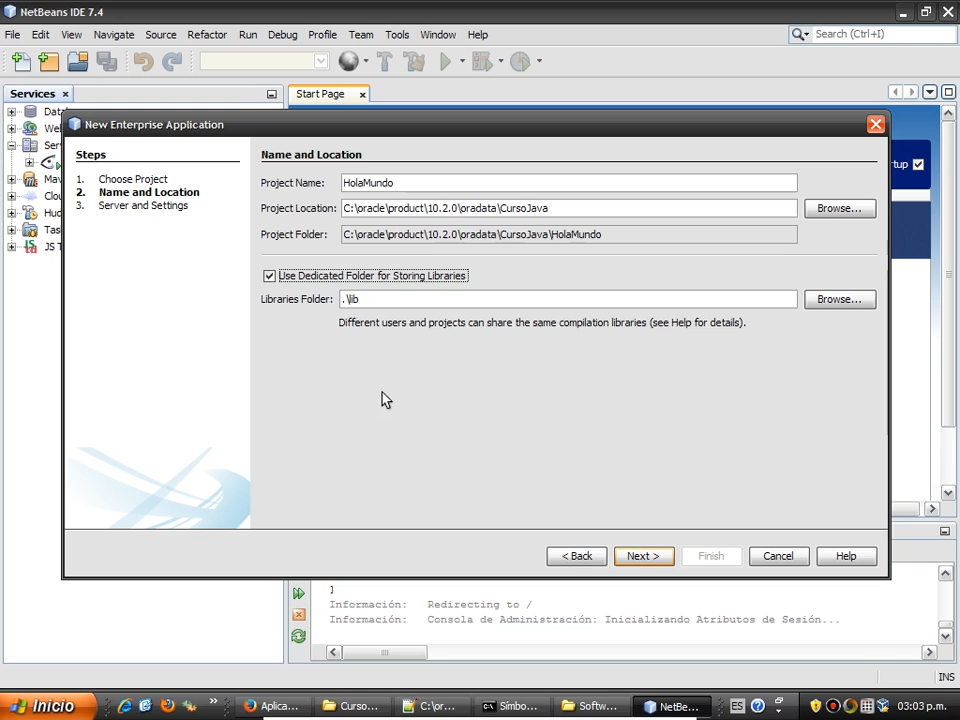 NetBeans IDE 7.4
File Edit View Navigate Source Refactor Run Debug Profile Team Tools Window Help
Search (Ctrl+I)
Services
Start Page
New Enterprise Application
Steps
1. Choose Project
2. Name and Location
3. Server and Settings
Name and Location
Project Name: HolaMundo
Project Location: C:\oracle\product\10.2.0\oradata\CursoJava Browse...
Project Folder: C:\oracle\product\10.2.0\oradata\CursoJava\HolaMundo
Use Dedicated Folder for Storing Libraries
Libraries Folder: .\lib Browse...
Different users and projects can share the same compilation libraries (see Help for details).
< Back Next > Finish Cancel Help
]
Información: Redirecting to /
Información: Consola de Administración: Inicializando Atributos de Sesión...
INS
Inicio Aplica... Curso... C:\pr... Símbo... Softw... NetBe... ES 03:03 p.m.